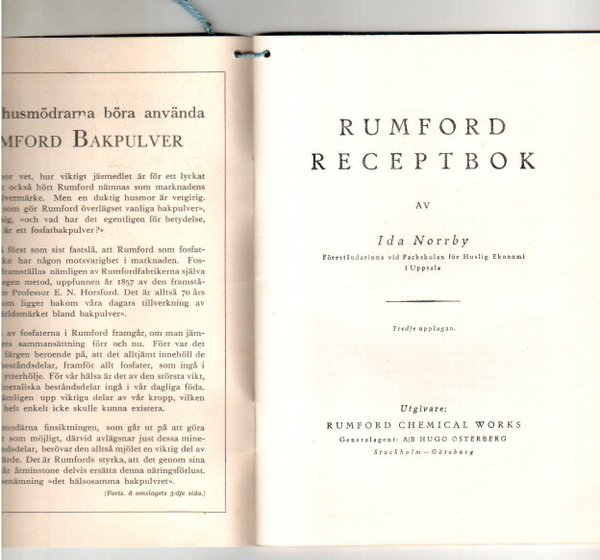 husmödrarna böra använda
MFORD BAKPULVER
vet, hur viktigt jäsmedlet är för ett lyckat
också hört Rumford nämnas som marknadens
Men en duktig husmor är vetgirig.
som gör Rumford överlägset vanliga bakpulver»,
»och vad har det egentligen för betydelse,
är ett fosfatbakpulver?»
först som sist fastslå, att Rumford som fosfat-
ke har någon motsvarighet i marknaden. Fos-
framställas nämligen av Rumfordfabrikerna själva
egen metod, uppfunnen år 1857 av den framstå-
Professor E. N. Horsford. Det är alltså 70 års
om ligger bakom våra dagars tillverkning av
världsmärket bland bakpulver».
av fosfaterna i Rumford framgår, om man jäm-
ets sammansättning förr och nu. Förr var det
färgen beroende på, att det alltjämt innehöll de
beståndsdelar, framför allt fosfater, som ingå i
ytterhölje. För vår hälsa är det av den största vikt,
mineraliska beståndsdelar ingå i vår dagliga föda.
nämligen upp viktiga delar av vår kropp, vilken
helt enkelt icke skulle kunna existera.
modärna finsiktningen, som går ut på att göra
som möjligt, därvid avlägsnar just dessa mine-
ndsdelar, berövar den alltså mjölet en viktig del av
ärde. Det är Rumfords styrka, att det genom sina
åtminstone delvis ersätta denna näringsförlust.
benämning »det hälsosamma bakpulvret».
(Forts. å omslagets 3:dje sida.)
RUMFORD
RECEPTBOK
AV
Ida Norrby
Föreståndarinna vid Fackskolan för Huslig Ekonomi
i Uppsala
Tredje upplagan.
Utgivare:
RUMFORD CHEMICAL WORKS
Generalagent: A/B HUGO ÖSTERBERG
Stockholm—Göteborg